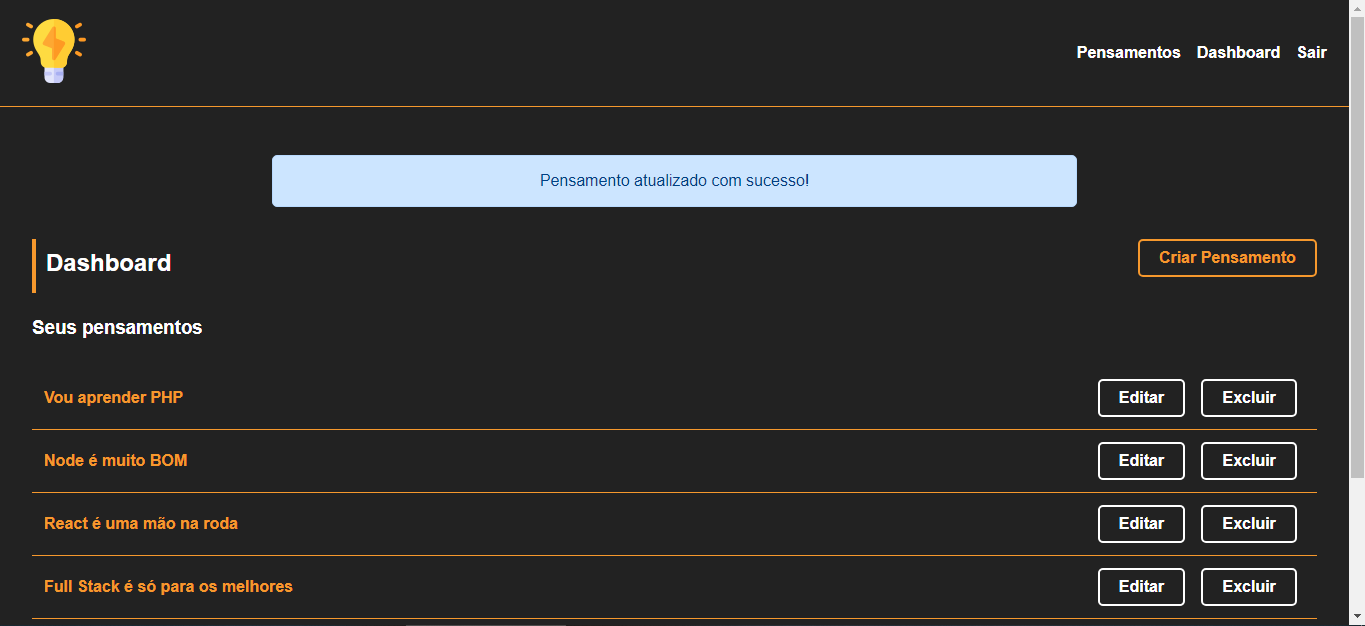 Pensamentos Dashboard Sair
Pensamento atualizado com sucesso!
Dashboard
Criar Pensamento
Seus pensamentos
Vou aprender PHP Editar Excluir
Node é muito BOM Editar Excluir
React é uma mão na roda Editar Excluir
Full Stack é só para os melhores Editar Excluir